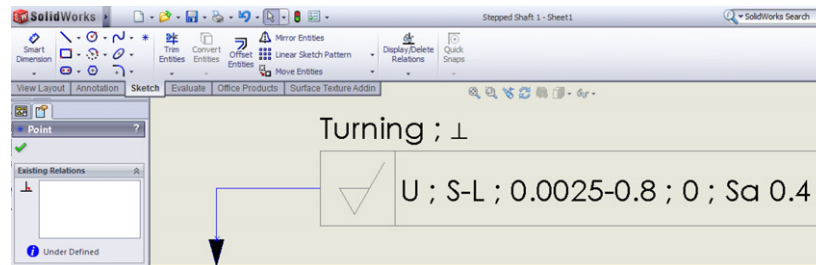 SolidWorks Stepped Shaft 1 - Sheet1 SolidWorks Search
Smart Dimension
Trim Entities
Convert Entities
Offset Entities
Mirror Entities
Linear Sketch Pattern
Move Entities
Display/Delete Relations
Quick Snaps
View Layout Annotation Sketch Evaluate Office Products Surface Texture Addin
Point ?
Existing Relations
Under Defined
Turning ; ⊥
U ; S-L ; 0.0025-0.8 ; 0 ; Sa 0.4